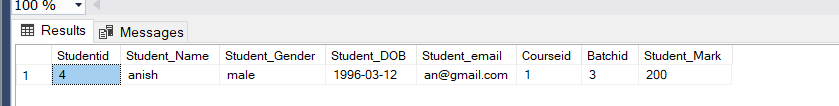 100 %
Results Messages
Studentid Student_Name Student_Gender Student_DOB Student_email Courseid Batchid Student_Mark
1 4 anish male 1996-03-12 an@gmail.com 1 3 200